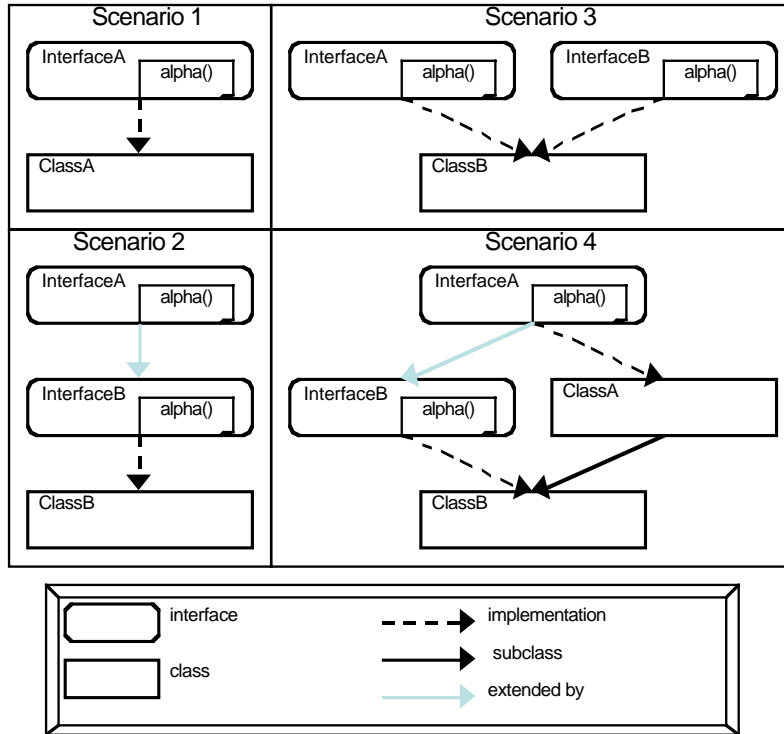 Scenario 1
InterfaceA
alpha()
ClassA
Scenario 3
InterfaceA
alpha()
InterfaceB
alpha()
ClassB
Scenario 2
InterfaceA
alpha()
InterfaceB
alpha()
ClassB
Scenario 4
InterfaceA
alpha()
InterfaceB
alpha()
ClassA
ClassB
interface
class
implementation
subclass
extended by